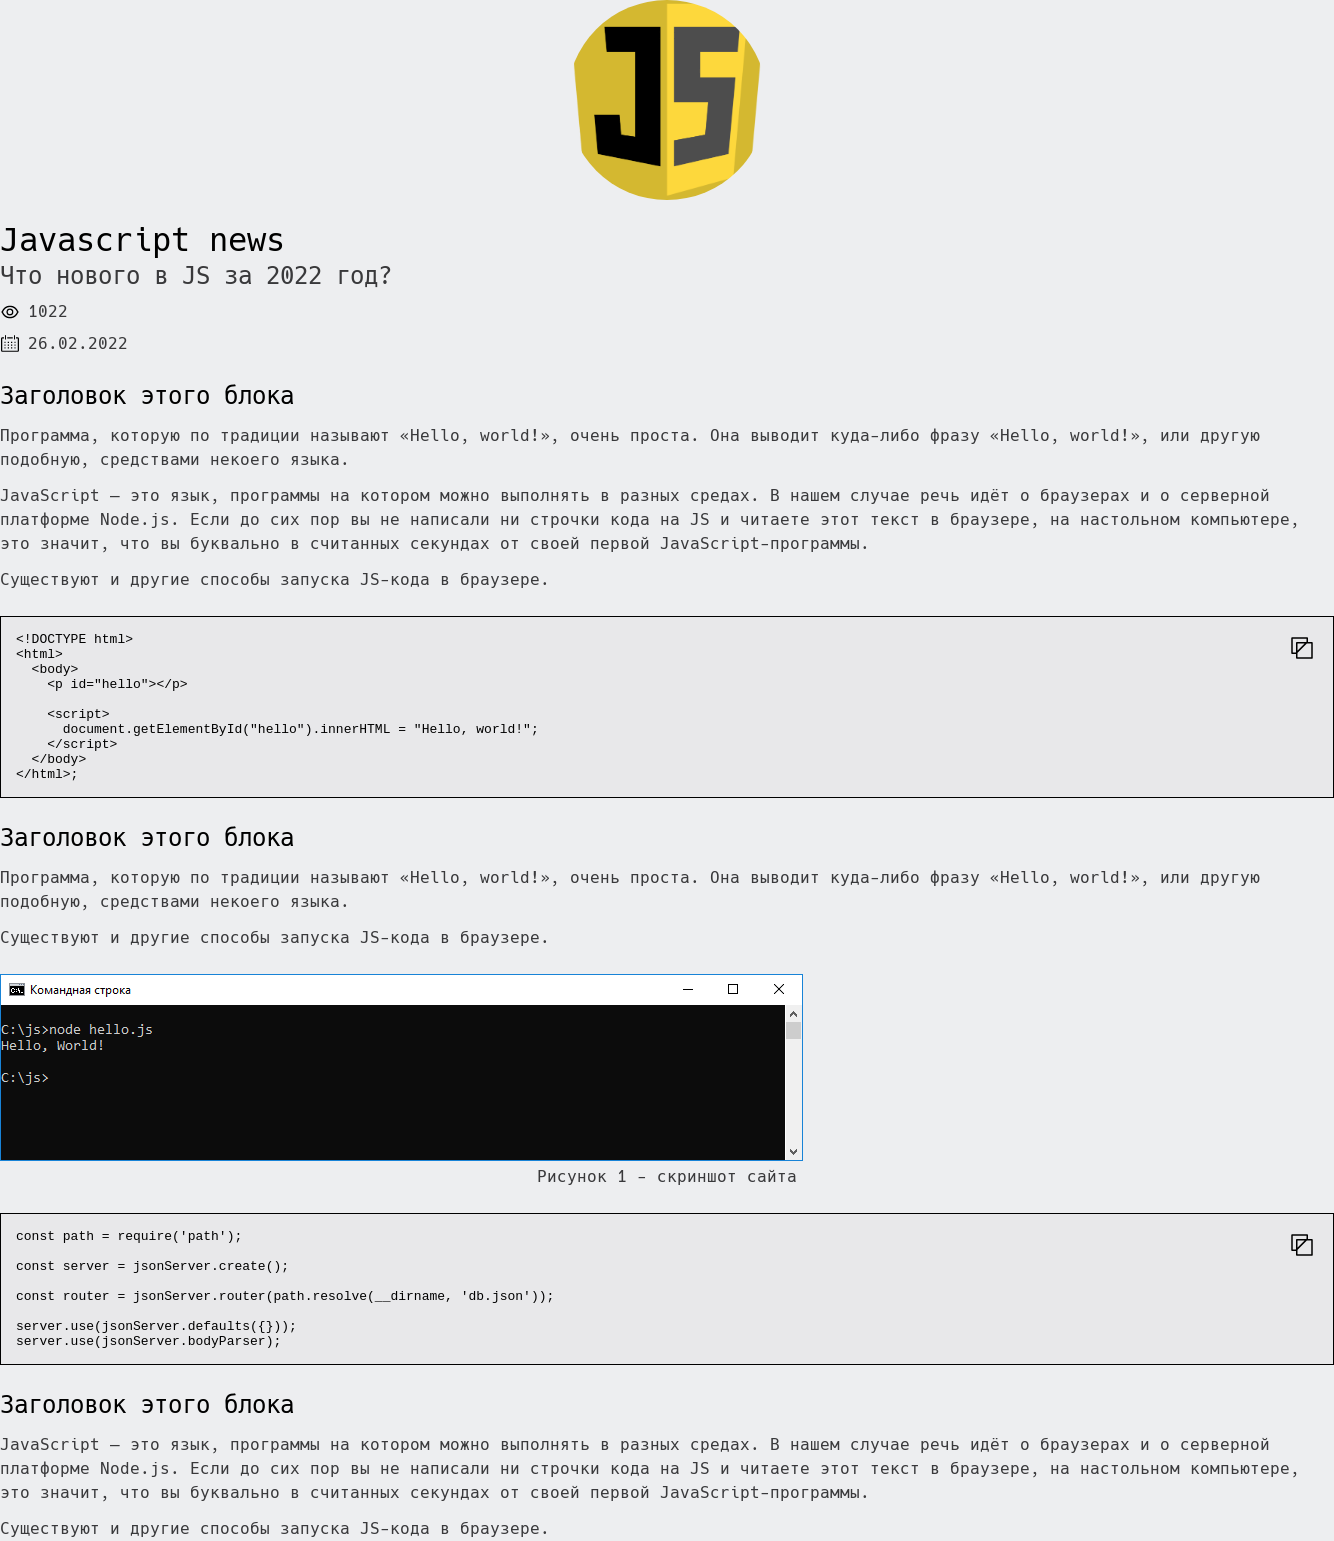 JS
Javascript news
Что нового в JS за 2022 год?
1022
26.02.2022
Заголовок этого блока
Программа, которую по традиции называют «Hello, world!», очень проста. Она выводит куда-либо фразу «Hello, world!», или другую
подобную, средствами некоего языка.
JavaScript — это язык, программы на котором можно выполнять в разных средах. В нашем случае речь идёт о браузерах и о серверной
платформе Node.js. Если до сих пор вы не написали ни строчки кода на JS и читаете этот текст в браузере, на настольном компьютере,
это значит, что вы буквально в считанных секундах от своей первой JavaScript-программы.
Существуют и другие способы запуска JS-кода в браузере.
<!DOCTYPE html>
<html>
  <body>
    <p id="hello"></p>

    <script>
      document.getElementById("hello").innerHTML = "Hello, world!";
    </script>
  </body>
</html>;
Заголовок этого блока
Программа, которую по традиции называют «Hello, world!», очень проста. Она выводит куда-либо фразу «Hello, world!», или другую
подобную, средствами некоего языка.
Существуют и другие способы запуска JS-кода в браузере.
Командная строка
C:\js>node hello.js
Hello, World!
C:\js>
Рисунок 1 - скриншот сайта
const path = require('path');
const server = jsonServer.create();
const router = jsonServer.router(path.resolve(__dirname, 'db.json'));
server.use(jsonServer.defaults({}));
server.use(jsonServer.bodyParser);
Заголовок этого блока
JavaScript — это язык, программы на котором можно выполнять в разных средах. В нашем случае речь идёт о браузерах и о серверной
платформе Node.js. Если до сих пор вы не написали ни строчки кода на JS и читаете этот текст в браузере, на настольном компьютере,
это значит, что вы буквально в считанных секундах от своей первой JavaScript-программы.
Существуют и другие способы запуска JS-кода в браузере.